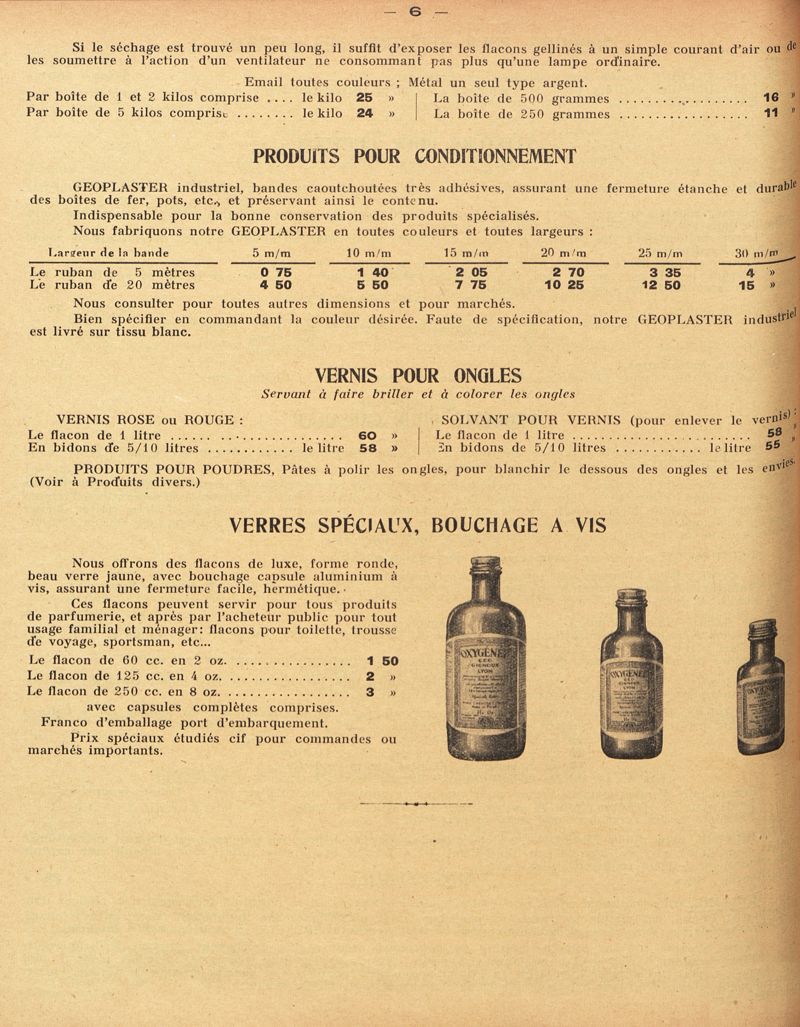 — 6 —
Si le séchage est trouvé un peu long, il suffit d'exposer les flacons gellinés à un simple courant d'air ou de
les soumettre à l'action d'un ventilateur ne consommant pas plus qu'une lampe ordinaire.
Email toutes couleurs ; Métal un seul type argent.
Par boîte de 1 et 2 kilos comprise .... le kilo 25 » | La boîte de 500 grammes .................. 16 »
Par boîte de 5 kilos comprise ........ le kilo 24 » | La boîte de 250 grammes .................. 11 »
PRODUITS POUR CONDITIONNEMENT
GEOPLASTER industriel, bandes caoutchoutées très adhésives, assurant une fermeture étanche et durable
des boîtes de fer, pots, etc., et préservant ainsi le contenu.
Indispensable pour la bonne conservation des produits spécialisés.
Nous fabriquons notre GEOPLASTER en toutes couleurs et toutes largeurs :
Largeur de la bande 5 m/m 10 m/m 15 m/m 20 m/m 25 m/m 30 m/m
Le ruban de 5 mètres 0 75 1 40 2 05 2 70 3 35 4 »
Le ruban de 20 mètres 4 50 5 50 7 75 10 25 12 50 15 »
Nous consulter pour toutes autres dimensions et pour marchés.
Bien spécifier en commandant la couleur désirée. Faute de spécification, notre GEOPLASTER industriel
est livré sur tissu blanc.
VERNIS POUR ONGLES
Servant à faire briller et à colorer les ongles
VERNIS ROSE ou ROUGE : | SOLVANT POUR VERNIS (pour enlever le vernis) :
Le flacon de 1 litre ........................ 60 » | Le flacon de 1 litre ........................ 58 »
En bidons de 5/10 litres ............ le litre 58 » | En bidons de 5/10 litres ............ le litre 55 »
PRODUITS POUR POUDRES, Pâtes à polir les ongles, pour blanchir le dessous des ongles et les envies.
(Voir à Produits divers.)
VERRES SPÉCIAUX, BOUCHAGE A VIS
Nous offrons des flacons de luxe, forme ronde,
beau verre jaune, avec bouchage capsule aluminium à
vis, assurant une fermeture facile, hermétique.
Ces flacons peuvent servir pour tous produits
de parfumerie, et après par l'acheteur public pour tout
usage familial et ménager: flacons pour toilette, trousse
de voyage, sportsman, etc...
Le flacon de 60 cc. en 2 oz. ................ 1 50
Le flacon de 125 cc. en 4 oz. ................ 2 »
Le flacon de 250 cc. en 8 oz. ................ 3 »
avec capsules complètes comprises.
Franco d'emballage port d'embarquement.
Prix spéciaux étudiés cif pour commandes ou
marchés importants.
OXYGENEE
GIGNOUX
LYON
OXYGENEE
LYON
OXYGENEE